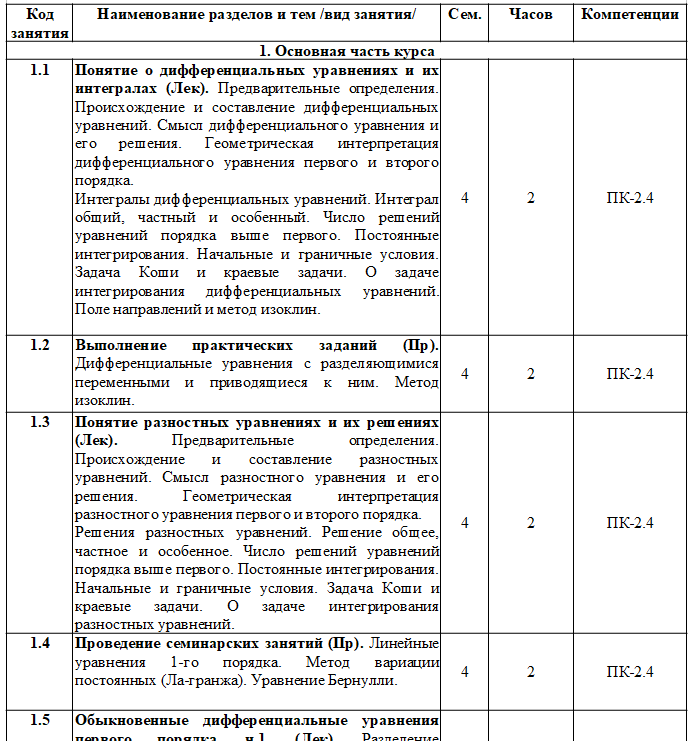 Код занятия
Наименование разделов и тем /вид занятия/
Сем.
Часов
Компетенции
1. Основная часть курса
1.1
Понятие о дифференциальных уравнениях и их
интегралах (Лек). Предварительные определения.
Происхождение и составление дифференциальных
уравнений. Смысл дифференциального уравнения и
его решения. Геометрическая интерпретация
дифференциального уравнения первого и второго
порядка.
Интегралы дифференциальных уравнений. Интеграл
общий, частный и особенный. Число решений
уравнений порядка выше первого. Постоянные
интегрирования. Начальные и граничные условия.
Задача Коши и краевые задачи. О задаче
интегрирования дифференциальных уравнений.
Поле направлений и метод изоклин.
4
2
ПК-2.4
1.2
Выполнение практических заданий (Пр).
Дифференциальные уравнения с разделяющимися
переменными и приводящиеся к ним. Метод
изоклин.
4
2
ПК-2.4
1.3
Понятие разностных уравнениях и их решениях
(Лек). Предварительные определения.
Происхождение и составление разностных
уравнений. Смысл разностного уравнения и его
решения. Геометрическая интерпретация
разностного уравнения первого и второго порядка.
Решения разностных уравнений. Решение общее,
частное и особенное. Число решений уравнений
порядка выше первого. Постоянные интегрирования.
Начальные и граничные условия. Задача Коши и
краевые задачи. О задаче интегрирования
разностных уравнений.
4
2
ПК-2.4
1.4
Проведение семинарских занятий (Пр). Линейные
уравнения 1-го порядка. Метод вариации
постоянных (Ла-гранжа). Уравнение Бернулли.
4
2
ПК-2.4
1.5
Обыкновенные дифференциальные уравнения
первого порядка ч.1 (Лек). Разделение